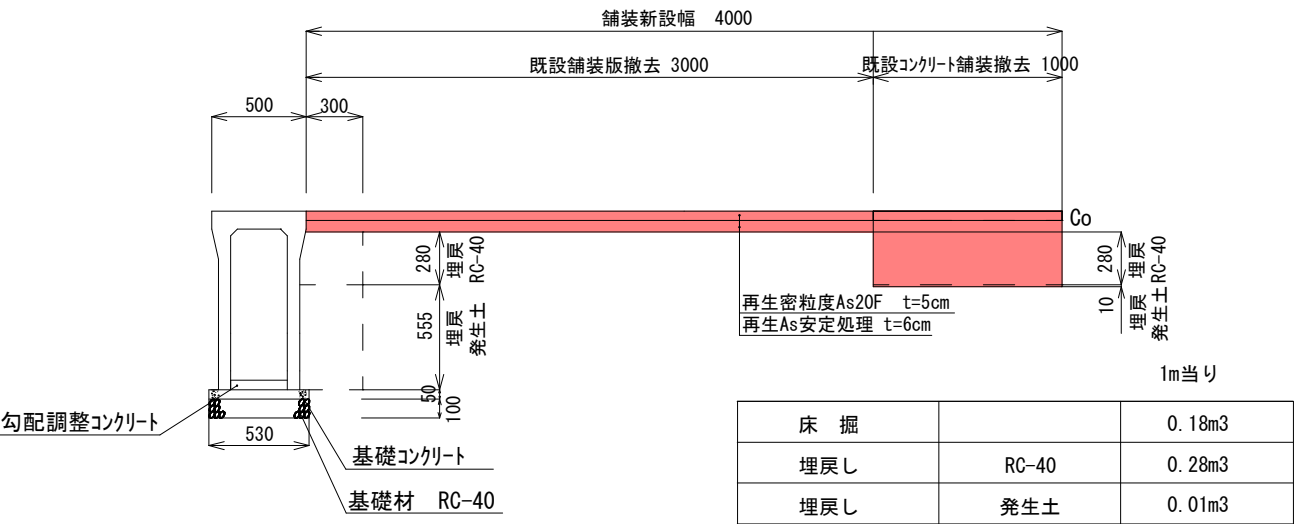 舗装新設幅 4000
既設舗装版撤去 3000
既設ｺﾝｸﾘｰﾄ舗装撤去 1000
500
300
Co
280
埋戻
RC-40
555
埋戻
発生土
50
100
280
埋戻
RC-40
10
埋戻
発生土
再生密粒度As20F t=5cm
再生As安定処理 t=6cm
勾配調整ｺﾝｸﾘｰﾄ
530
基礎ｺﾝｸﾘｰﾄ
基礎材 RC-40
1m当り
床 掘 0.18m3
埋戻し RC-40 0.28m3
埋戻し 発生土 0.01m3